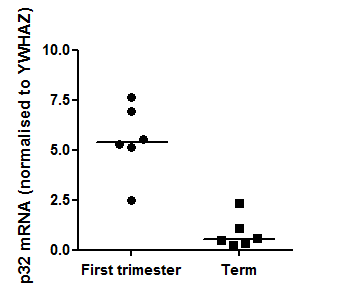 p32 mRNA (normalised to YWHAZ)
10.0
7.5
5.0
2.5
0.0
First trimester
Term